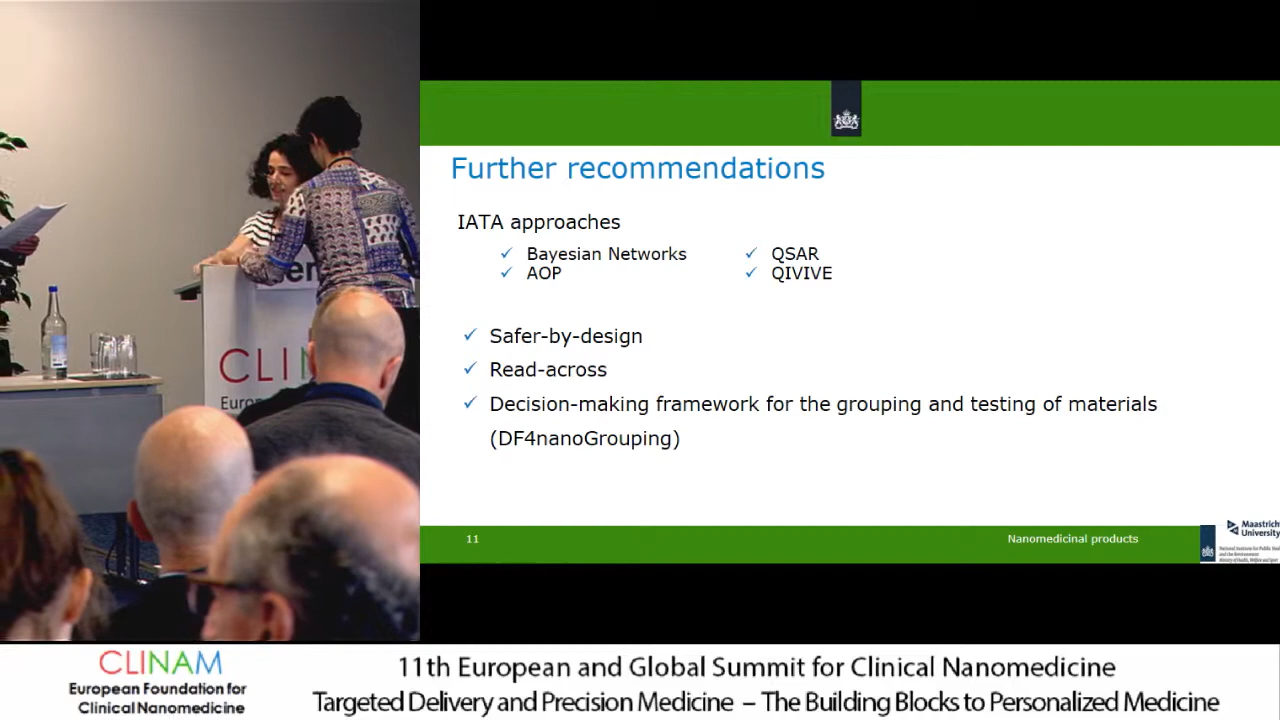 Further recommendations
IATA approaches
✓ Bayesian Networks
✓ AOP
✓ QSAR
✓ QIVIVE
✓ Safer-by-design
✓ Read-across
✓ Decision-making framework for the grouping and testing of materials
(DF4nanoGrouping)
11
Nanomedicinal products
Maastricht
University
CLIN
CLINAM
European Foundation for
Clinical Nanomedicine
11th European and Global Summit for Clinical Nanomedicine
Targeted Delivery and Precision Medicine – The Building Blocks to Personalized Medicine